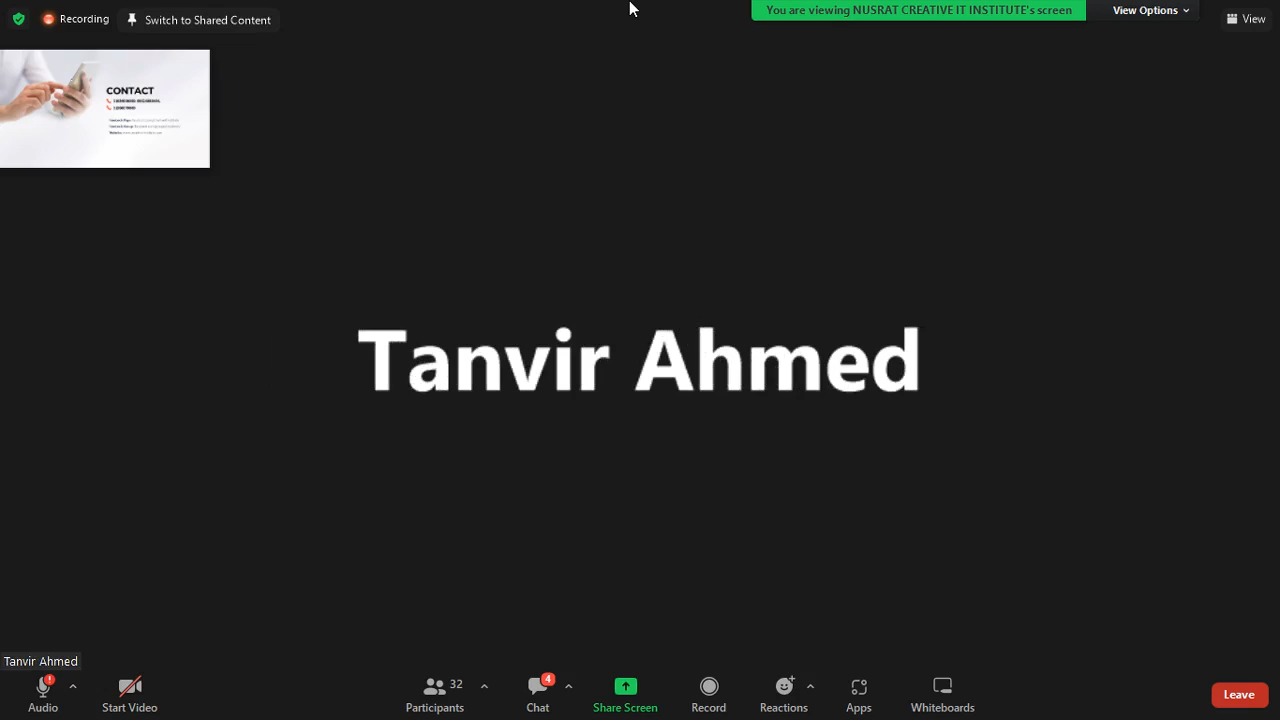 Recording
Switch to Shared Content
You are viewing NUSRAT CREATIVE IT INSTITUTE's screen
View Options
View
CONTACT
Tanvir Ahmed
Tanvir Ahmed
Audio
Start Video
32
Participants
4
Chat
Share Screen
Record
Reactions
Apps
Whiteboards
Leave